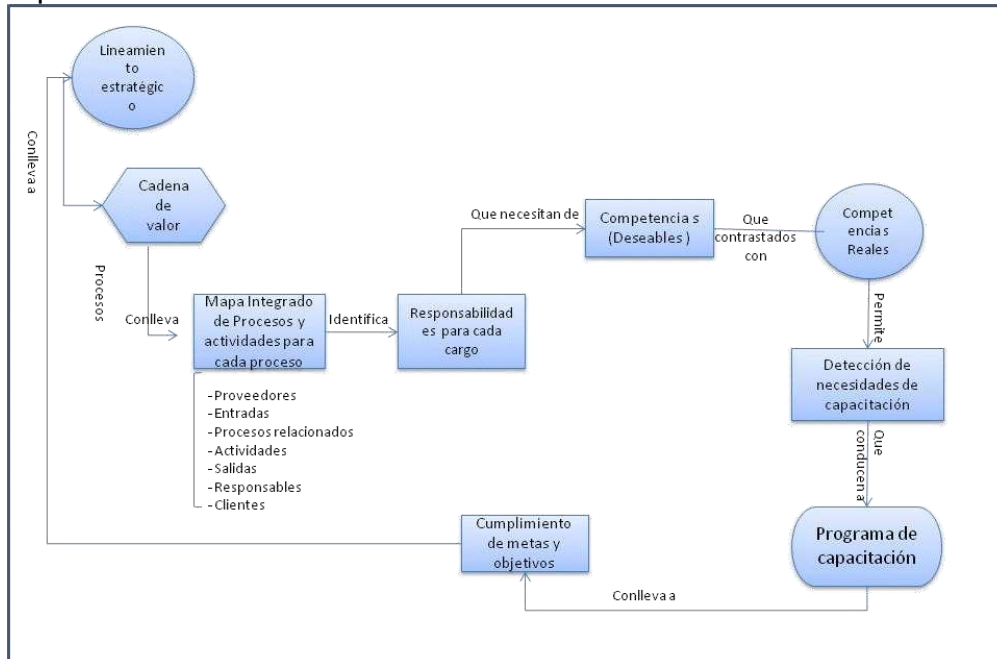 Lineamien
to
estratégic
o
Conlleva a
Cadena
de
valor
Procesos
Conlleva
Mapa Integrado
de Procesos y
actividades para
cada proceso
-Proveedores
-Entradas
-Procesos relacionados
-Actividades
-Salidas
-Responsables
-Clientes
Identifica
Responsabilidad
es para cada
cargo
Que necesitan de
Competencia s
(Deseables )
Que
contrastados
con
Compet
encia s
Reales
Permite
Detección de
necesidades de
capacitación
Que
conducen a
Programa de
capacitación
Conlleva a
Cumplimiento
de metas y
objetivos